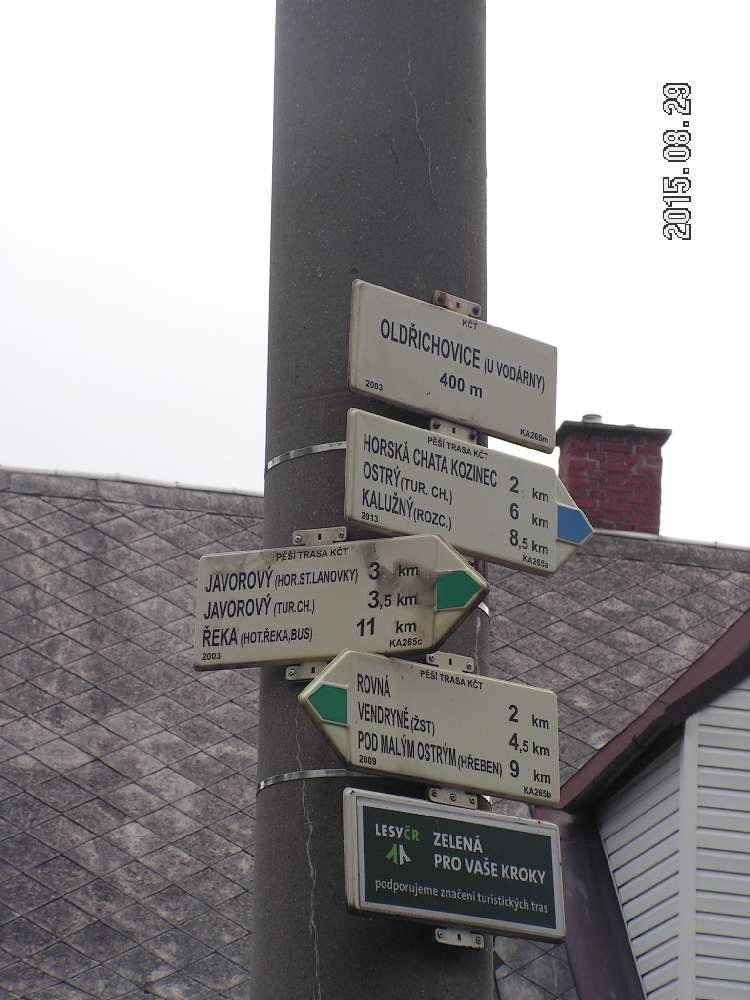 2015.08.29
KČT
OLDŘICHOVICE (U VODÁRNY)
400 m
2003 KA265m
PĚŠÍ TRASA KČT
HORSKÁ CHATA KOZINEC 2 km
OSTRÝ (TUR. CH.) 6 km
KALUŽNÝ (ROZC.) 8,5 km
2013 KA265a
PĚŠÍ TRASA KČT
JAVOROVÝ (HOR.ST.LANOVKY) 3 km
JAVOROVÝ (TUR.CH.) 3,5 km
ŘEKA (HOT.ŘEKA,BUS) 11 km
2003 KA265c
PĚŠÍ TRASA KČT
ROVNÁ 2 km
VENDRYNĚ (ŽST) 4,5 km
POD MALÝM OSTRÝM (HŘEBEN) 9 km
2009 KA265b
LESYČR
ZELENÁ
PRO VAŠE KROKY
podporujeme značení turistických tras